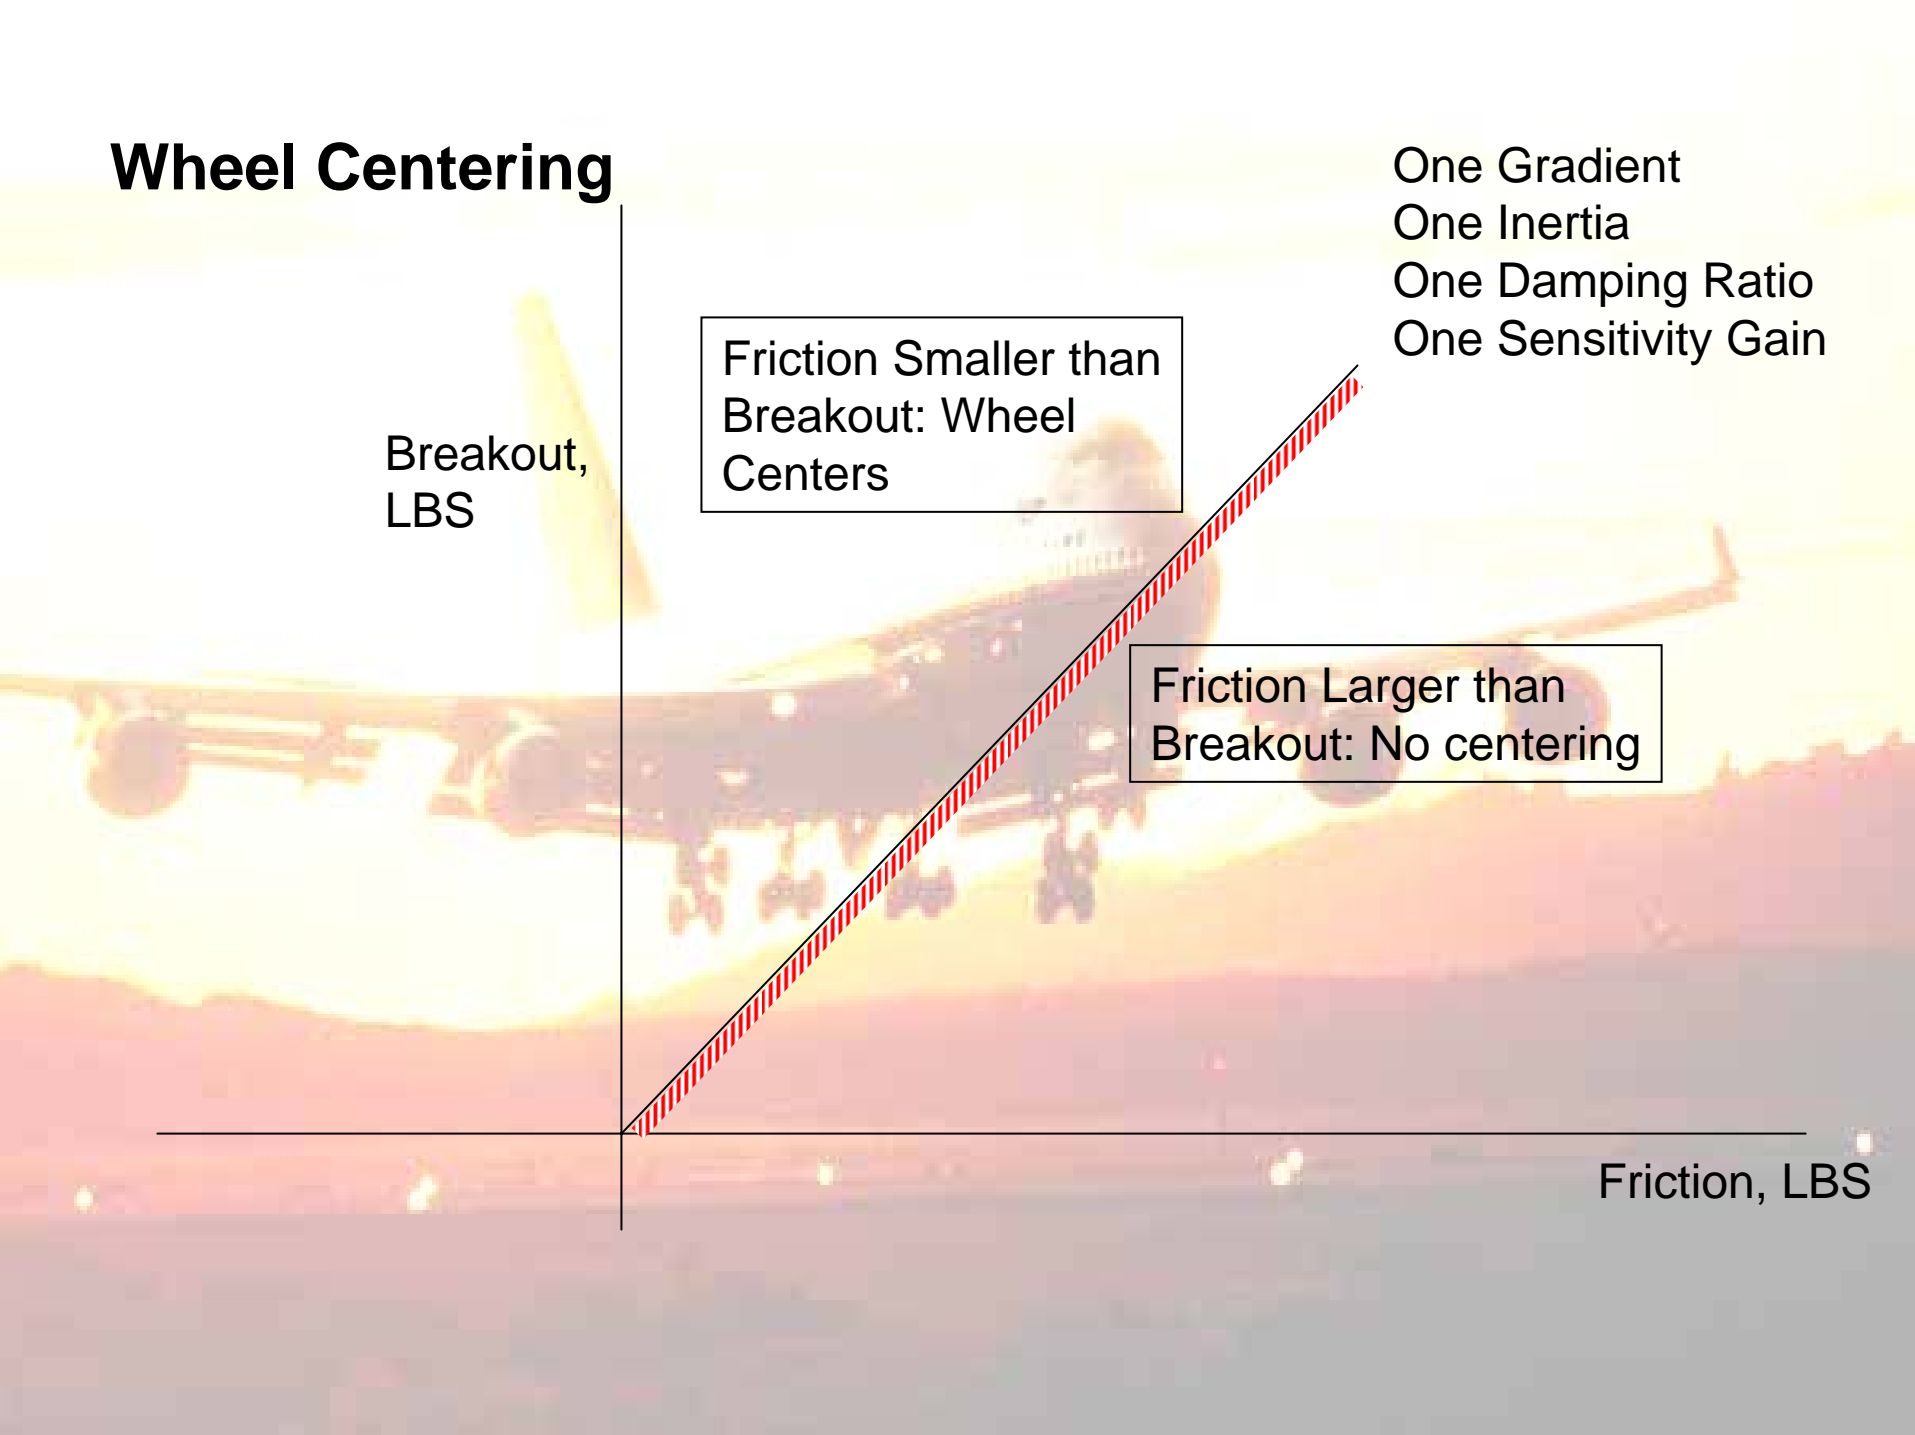 Wheel Centering
One Gradient
One Inertia
One Damping Ratio
One Sensitivity Gain
Friction Smaller than
Breakout: Wheel
Centers
Breakout,
LBS
Friction Larger than
Breakout: No centering
Friction, LBS